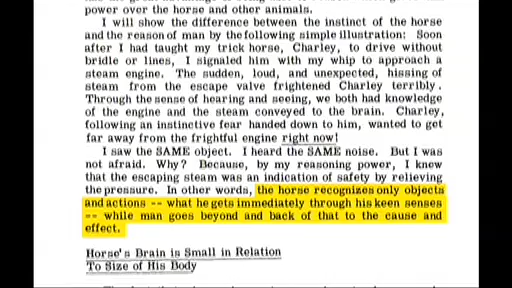 power over the horse and other animals.
I will show the difference between the instinct of the horse
and the reason of man by the following simple illustration: Soon
after I had taught my trick horse, Charley, to drive without
bridle or lines, I signaled him with my whip to approach a
steam engine. The sudden, loud, and unexpected, hissing of
steam from the escape valve frightened Charley terribly.
Through the sense of hearing and seeing, we both had knowledge
of the engine and the steam conveyed to the brain. Charley,
following an instinctive fear handed down to him, wanted to get
far away from the frightful engine right now!
I saw the SAME object. I heard the SAME noise. But I was
not afraid. Why? Because, by my reasoning power, I knew
that the escaping steam was an indication of safety by relieving
the pressure. In other words, the horse recognizes only objects
and actions -- what he gets immediately through his keen senses
-- while man goes beyond and back of that to the cause and
effect.
Horse's Brain is Small in Relation
To Size of His Body